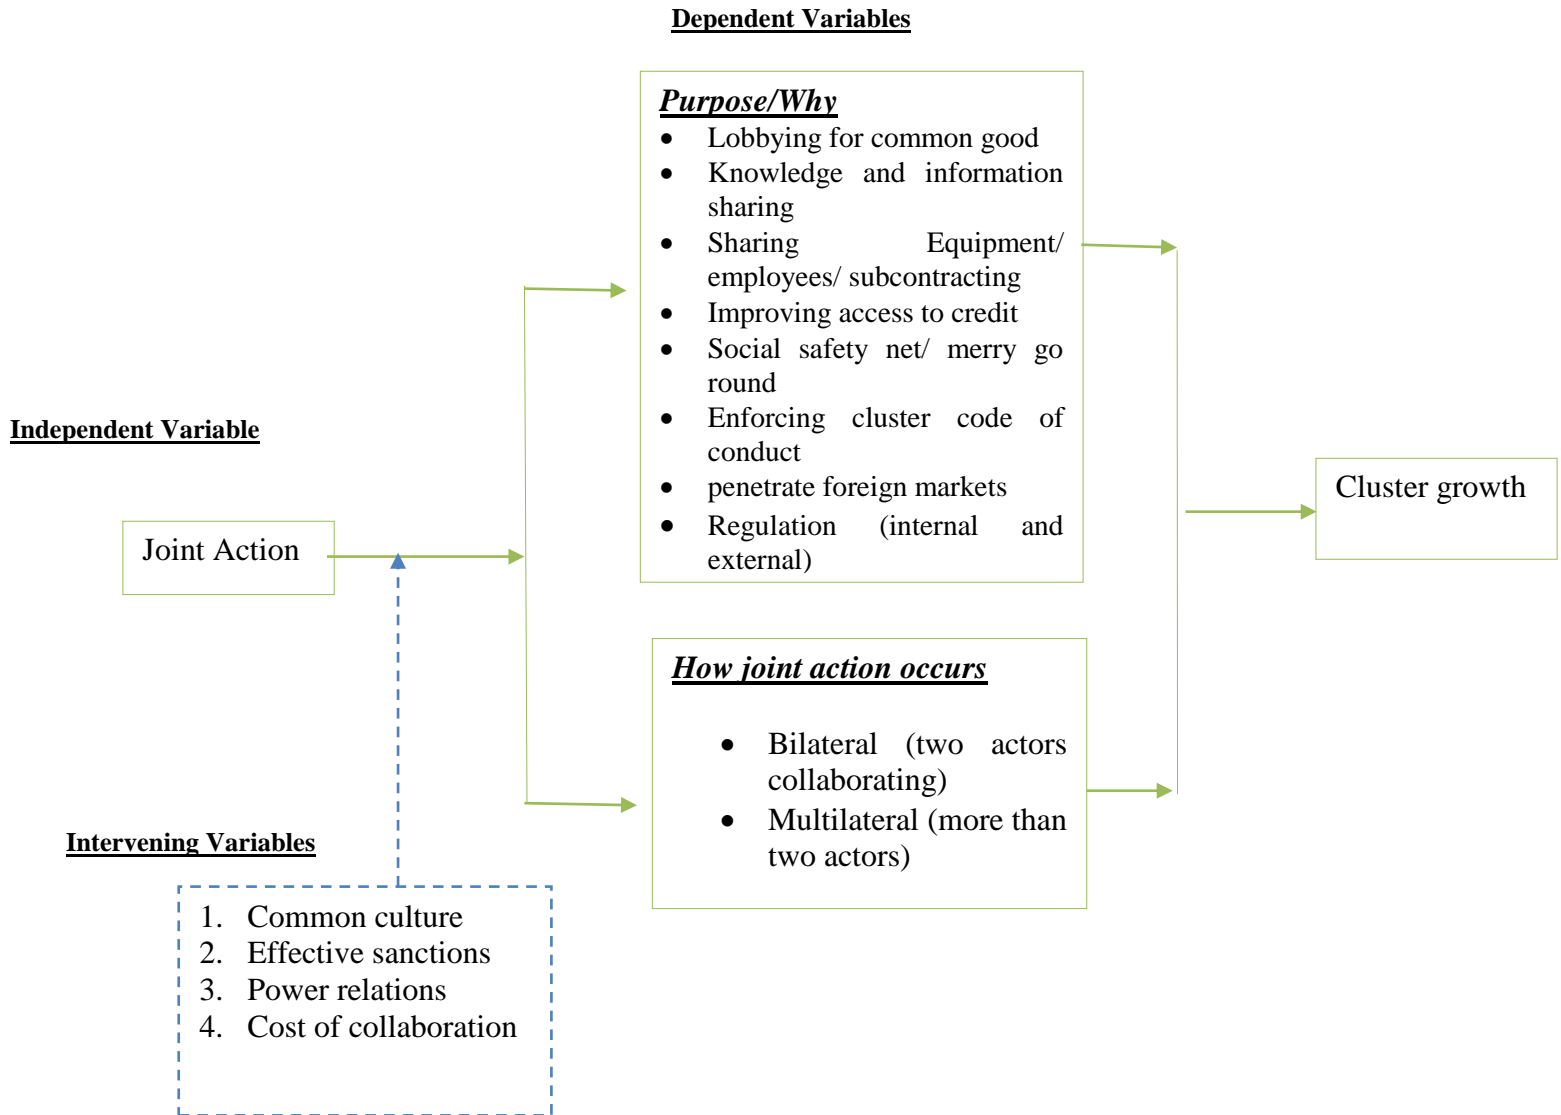 Dependent Variables
Purpose/Why
• Lobbying for common good
• Knowledge and information
sharing
• Sharing Equipment/
employees/ subcontracting
• Improving access to credit
• Social safety net/ merry go
round
• Enforcing cluster code of
conduct
• penetrate foreign markets
• Regulation (internal and
external)
Independent Variable
Joint Action
Cluster growth
How joint action occurs
• Bilateral (two actors
collaborating)
• Multilateral (more than
two actors)
Intervening Variables
1. Common culture
2. Effective sanctions
3. Power relations
4. Cost of collaboration